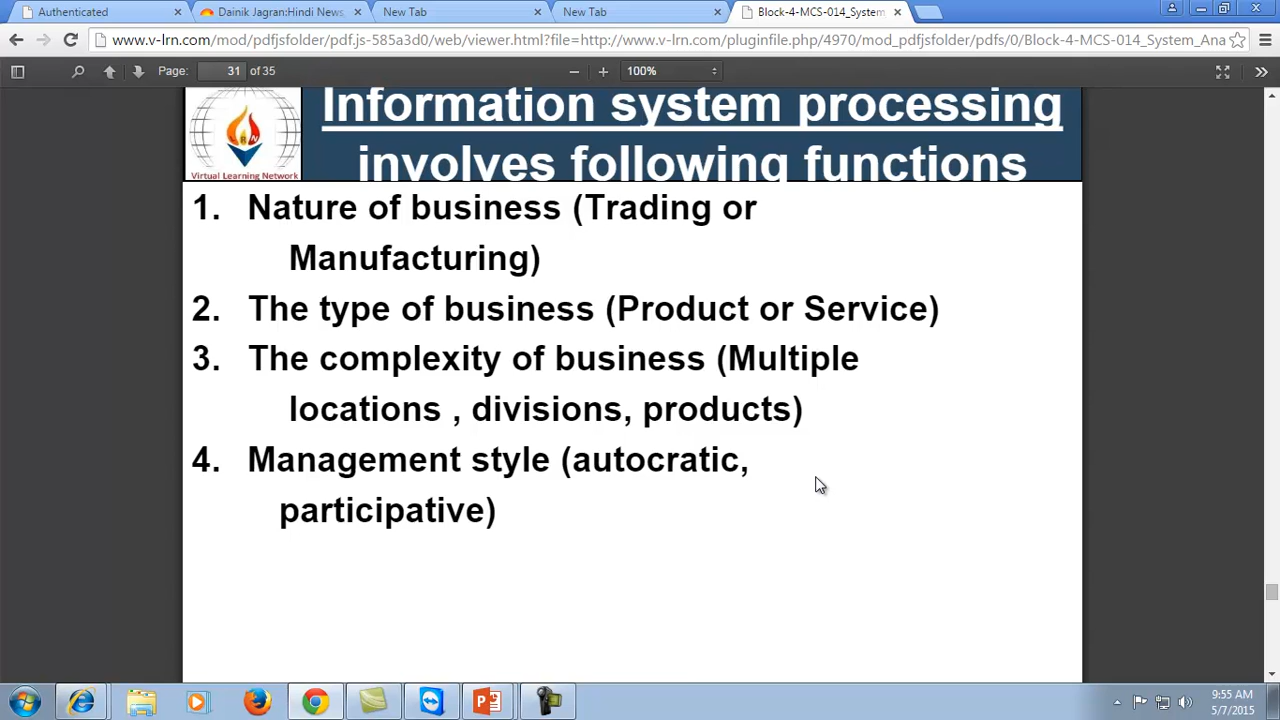 Authenticated
Dainik Jagran:Hindi News,
New Tab
New Tab
Block-4-MCS-014_System
www.v-lrn.com/mod/pdfjsfolder/pdf.js-585a3d0/web/viewer.html?file=http://www.v-lrn.com/pluginfile.php/4970/mod_pdfjsfolder/pdfs/0/Block-4-MCS-014_System_Ana
Page: 31 of 35
100%
Information system processing
involves following functions
LRN
Virtual Learning Network
1. Nature of business (Trading or
Manufacturing)
2. The type of business (Product or Service)
3. The complexity of business (Multiple
locations , divisions, products)
4. Management style (autocratic,
participative)
9:55 AM
5/7/2015